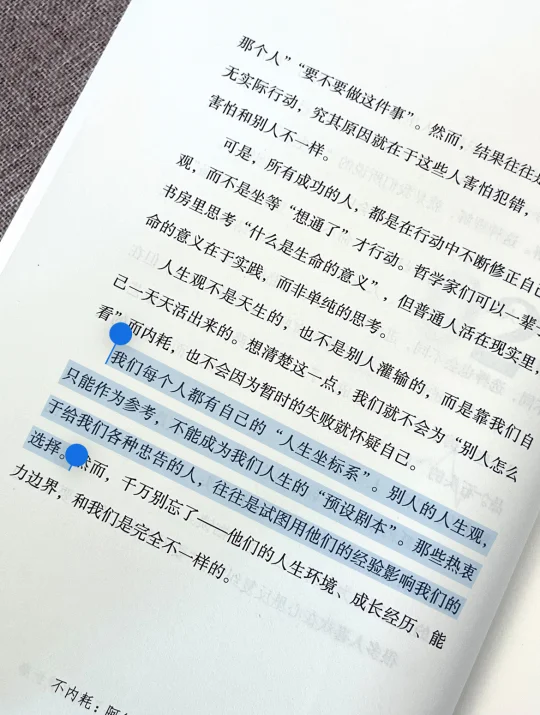 那个人”“要不要做这件事”。然而，结果往往是
无实际行动，究其原因就在于这些人害怕犯错，
害怕和别人不一样。
可是，所有成功的人，都是在行动中不断修正自己
观，而不是坐等“想通了”才行动。哲学家们可以一辈子
书房里思考“什么是生命的意义”，但普通人活在现实里，
命的意义在于实践，而非单纯的思考。
人生观不是天生的，也不是别人灌输的，而是靠我们自
己一天天活出来的。想清楚这一点，我们就不会为“别人怎么
看”而内耗，也不会因为暂时的失败就怀疑自己。
我们每个人都有自己的“人生坐标系”。别人的人生观，
只能作为参考，不能成为我们人生的“预设剧本”。那些热衷
于给我们各种忠告的人，往往是试图用他们的经验影响我们的
选择。然而，千万别忘了——他们的人生环境、成长经历、能
力边界，和我们是完全不一样的。
不内耗：阿